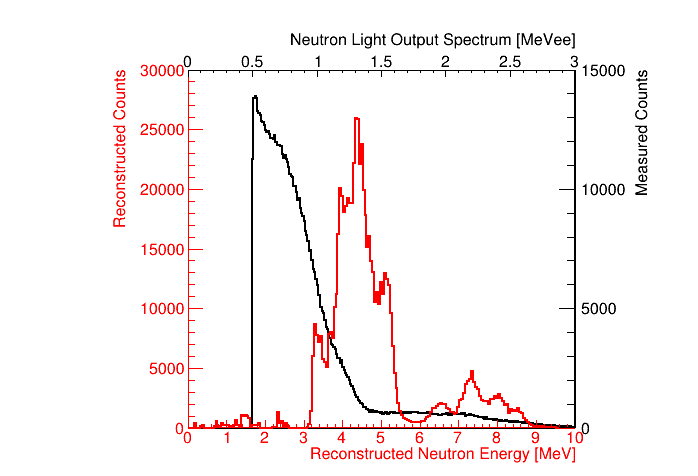 Neutron Light Output Spectrum [MeVee]
0 0.5 1 1.5 2 2.5 3
Reconstructed Counts
30000
25000
20000
15000
10000
5000
0
Measured Counts
15000
10000
5000
0
0 1 2 3 4 5 6 7 8 9 10
Reconstructed Neutron Energy [MeV]